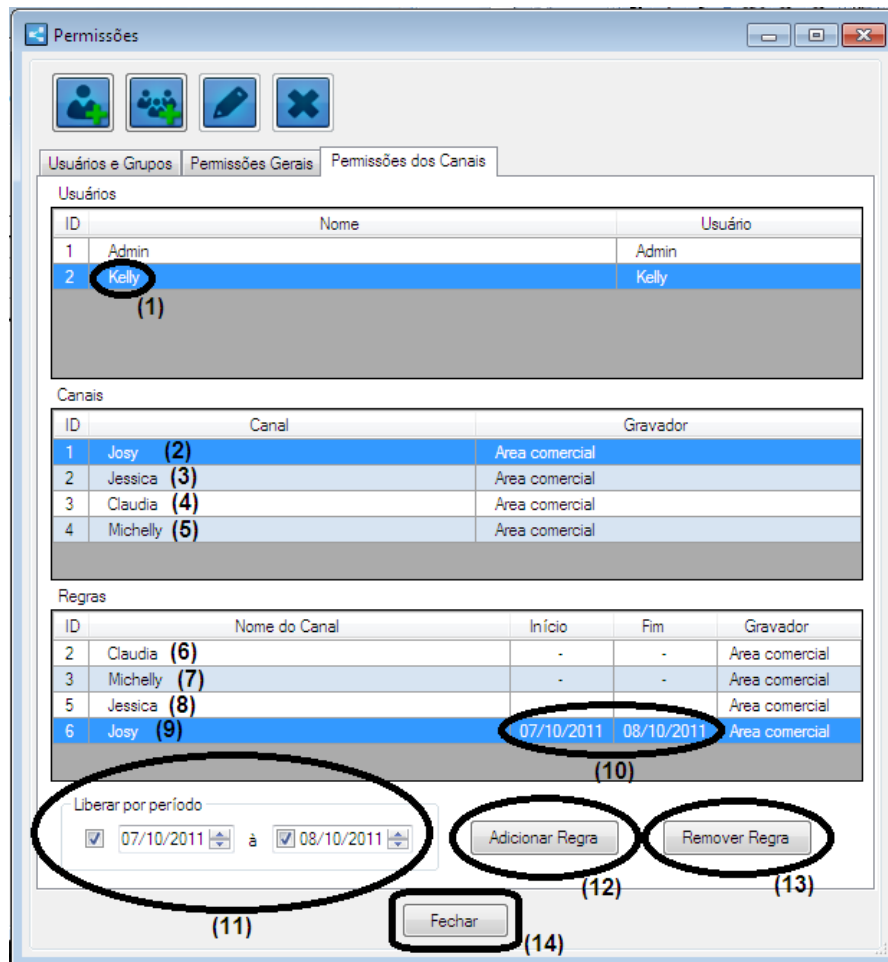 Permissões
Usuários e Grupos Permissões Gerais Permissões dos Canais
Usuários
ID Nome Usuário
1 Admin Admin
2 Kelly Kelly
(1)
Canais
ID Canal Gravador
1 Josy (2) Area comercial
2 Jessica (3) Area comercial
3 Claudia (4) Area comercial
4 Michelly (5) Area comercial
Regras
ID Nome do Canal Início Fim Gravador
2 Claudia (6) - - Area comercial
3 Michelly (7) - - Area comercial
5 Jessica (8) Area comercial
6 Josy (9) 07/10/2011 08/10/2011 Area comercial
(10)
Liberar por período
07/10/2011 à 08/10/2011 Adicionar Regra Remover Regra
(12) (13)
(11) Fechar
(14)